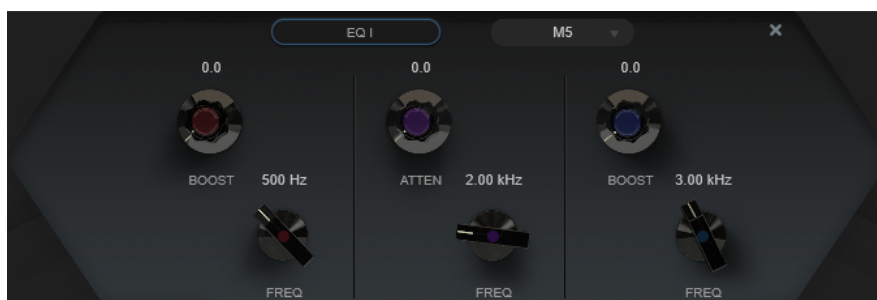 EQ I M5
0.0 0.0 0.0
BOOST 500 Hz ATTEN 2.00 kHz BOOST 3.00 kHz
FREQ FREQ FREQ